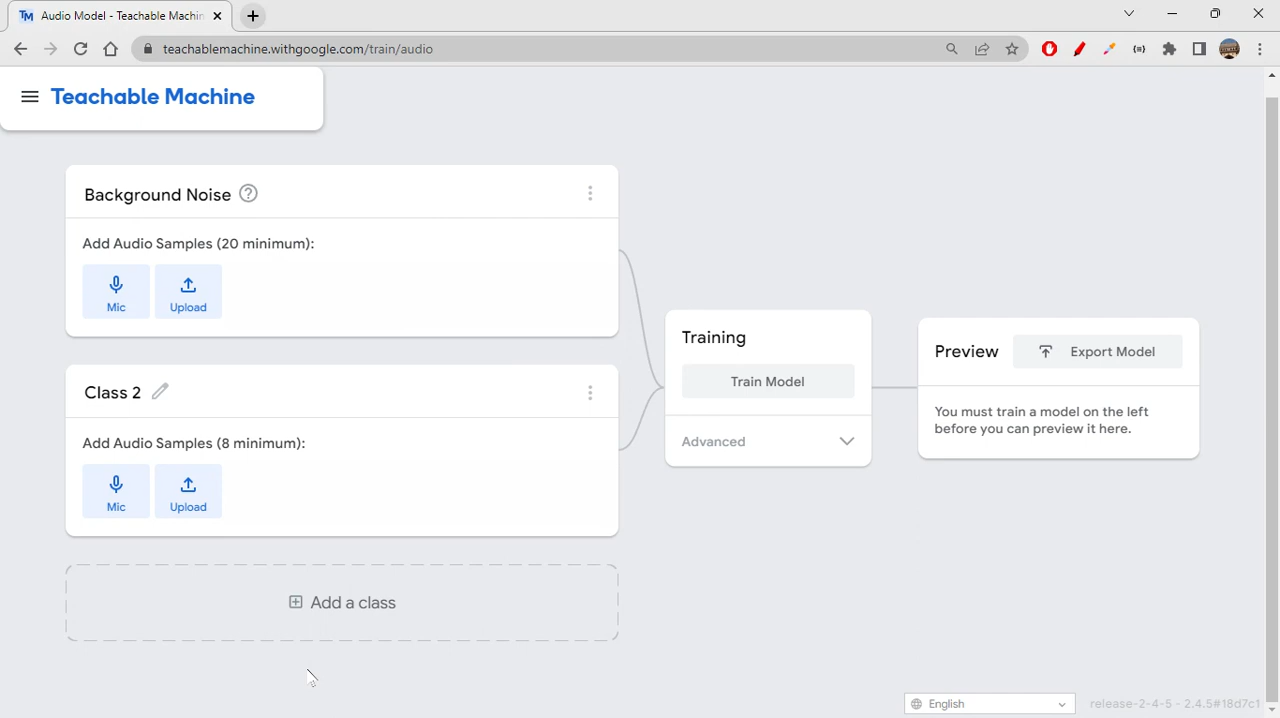 Audio Model - Teachable Machin
teachablemachine.withgoogle.com/train/audio
Teachable Machine
Background Noise
Add Audio Samples (20 minimum):
Mic
Upload
Class 2
Add Audio Samples (8 minimum):
Mic
Upload
Add a class
Training
Train Model
Advanced
Preview
Export Model
You must train a model on the left
before you can preview it here.
English
release-2-4-5 - 2.4.5#18d7c1